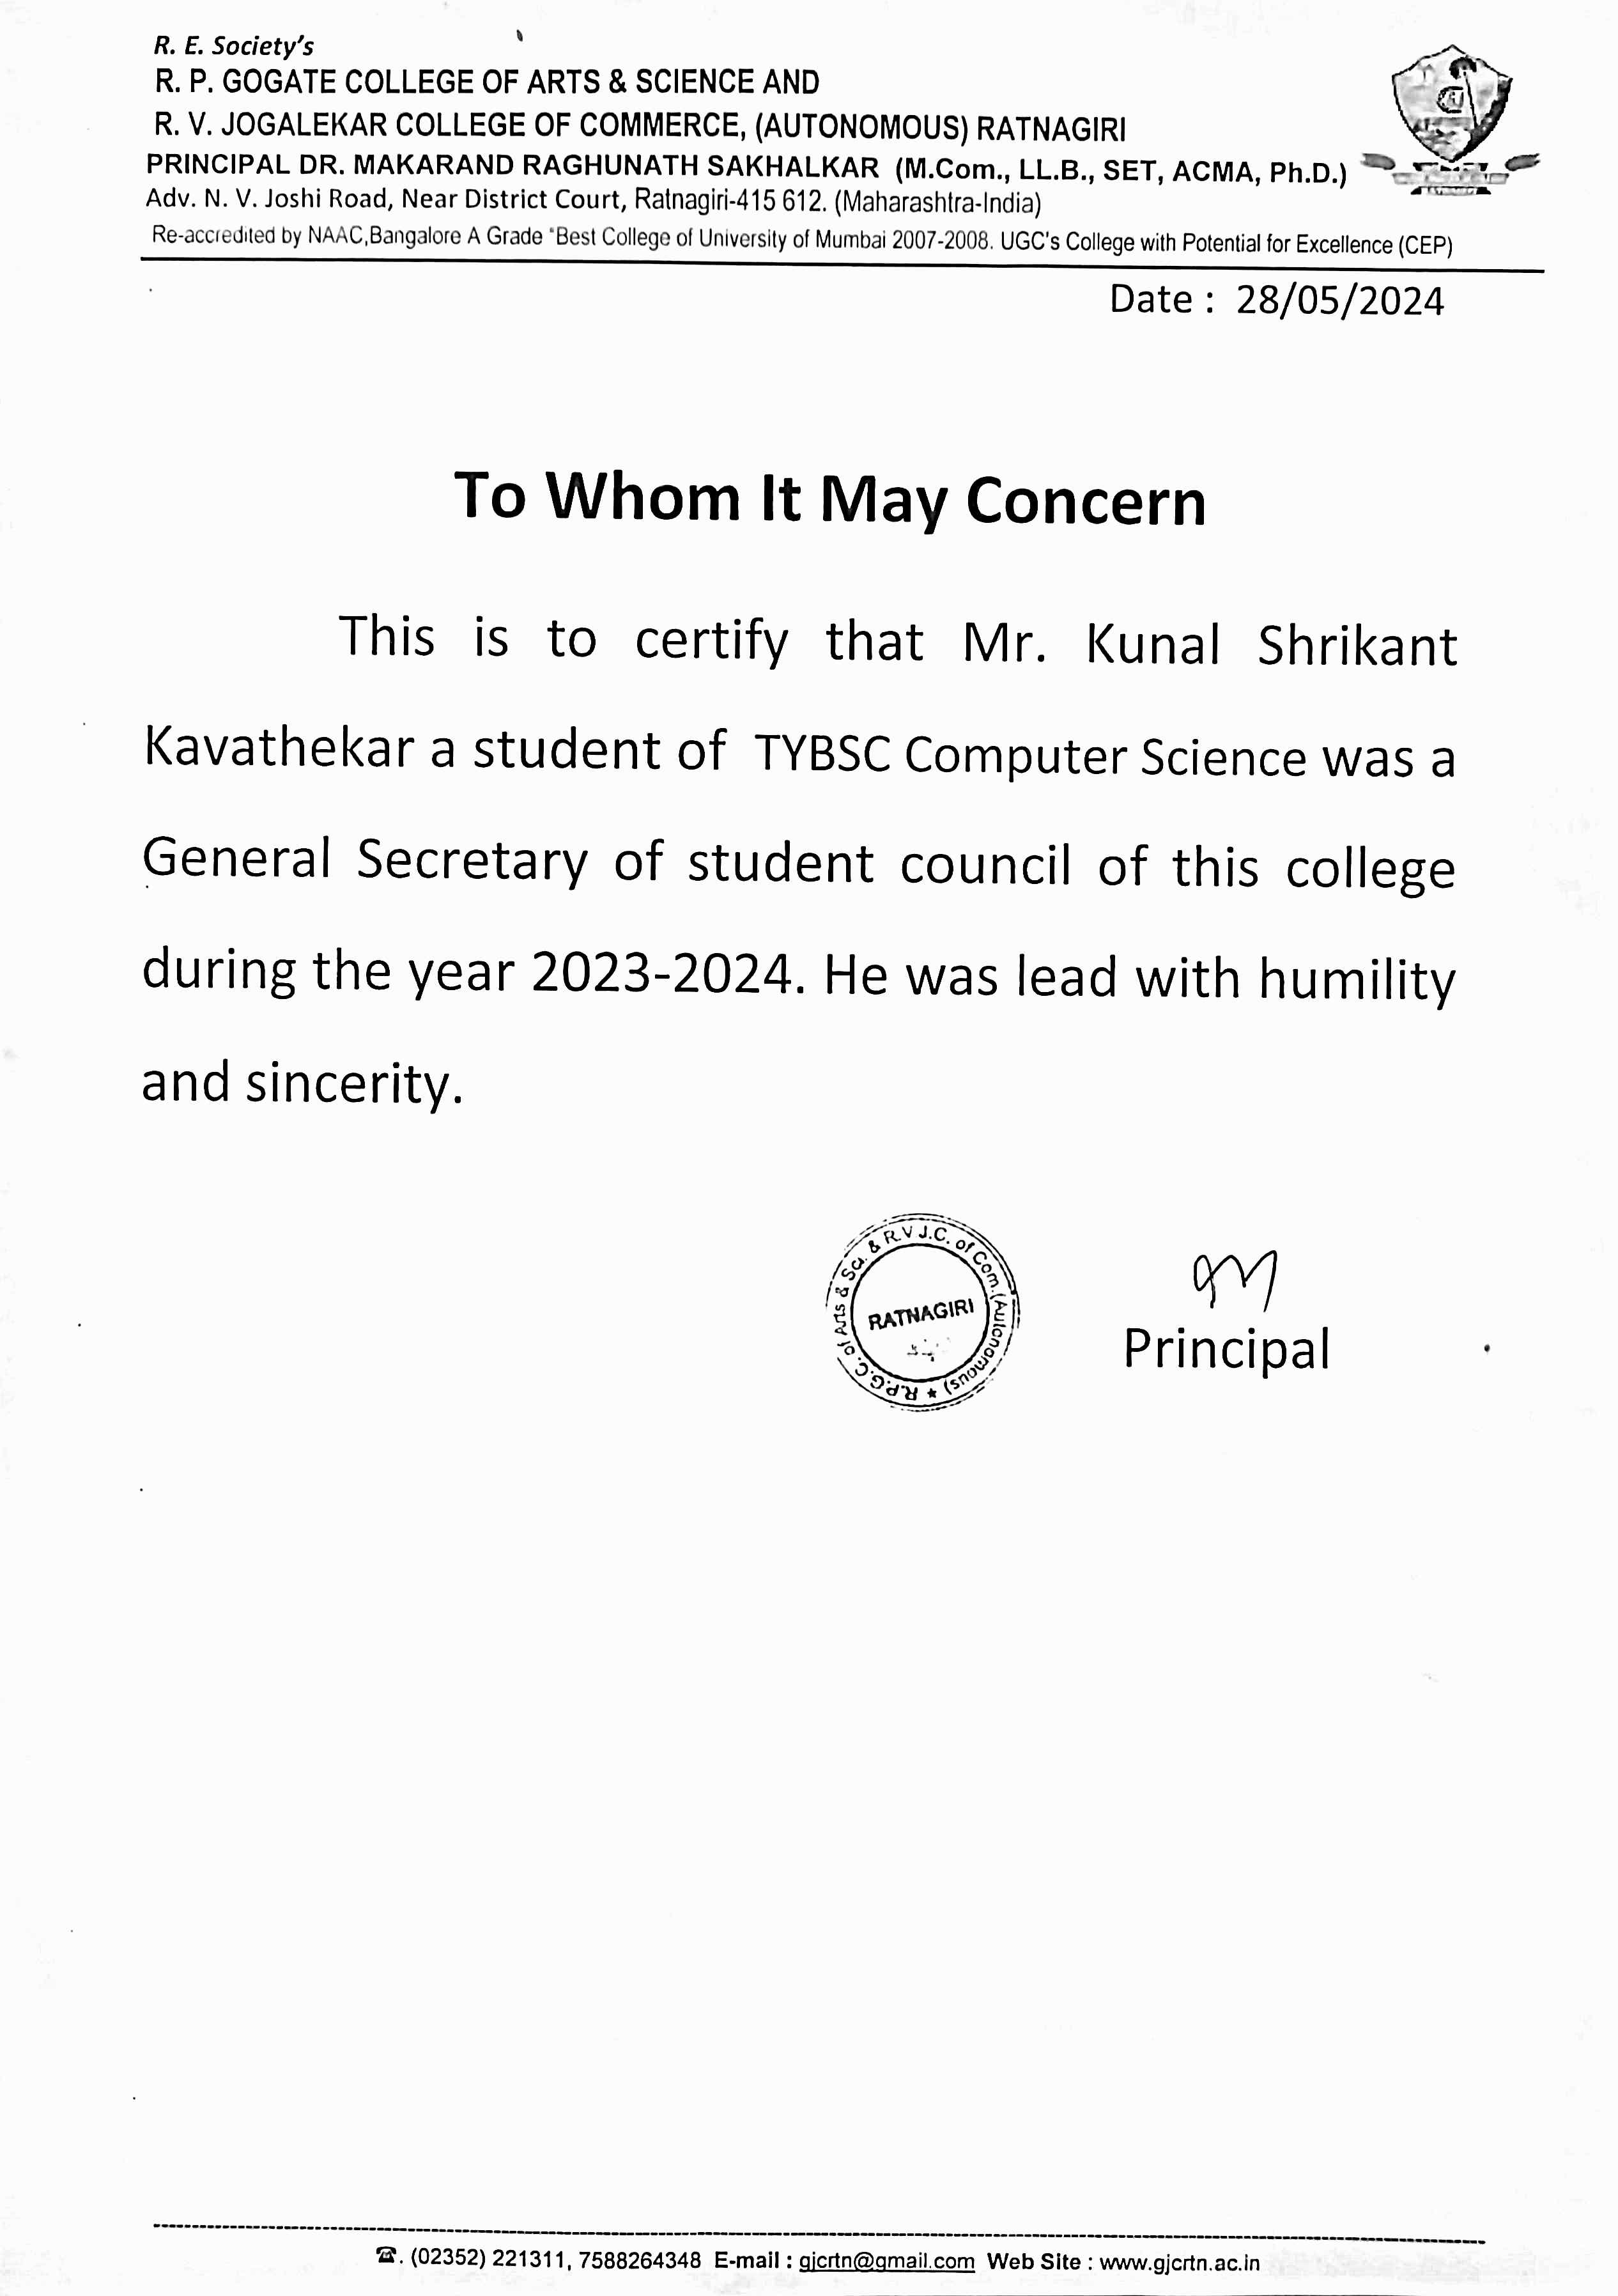 R. E. Society's
R. P. GOGATE COLLEGE OF ARTS & SCIENCE AND
R. V. JOGALEKAR COLLEGE OF COMMERCE, (AUTONOMOUS) RATNAGIRI
PRINCIPAL DR. MAKARAND RAGHUNATH SAKHALKAR (M.Com., LL.B., SET, ACMA, Ph.D.)
Adv. N. V. Joshi Road, Near District Court, Ratnagiri-415 612. (Maharashtra-India)
Re-accredited by NAAC,Bangalore A Grade "Best College of University of Mumbai 2007-2008. UGC's College with Potential for Excellence (CEP)
Date : 28/05/2024
To Whom It May Concern
This is to certify that Mr. Kunal Shrikant
Kavathekar a student of TYBSC Computer Science was a
General Secretary of student council of this college
during the year 2023-2024. He was lead with humility
and sincerity.
R.P.G.C. of Arts & Sci. & R.V J.C. of Com.(Autonomous) ★
RATNAGIRI
Principal
☎. (02352) 221311, 7588264348 E-mail : gjcrtn@gmail.com Web Site : www.gjcrtn.ac.in